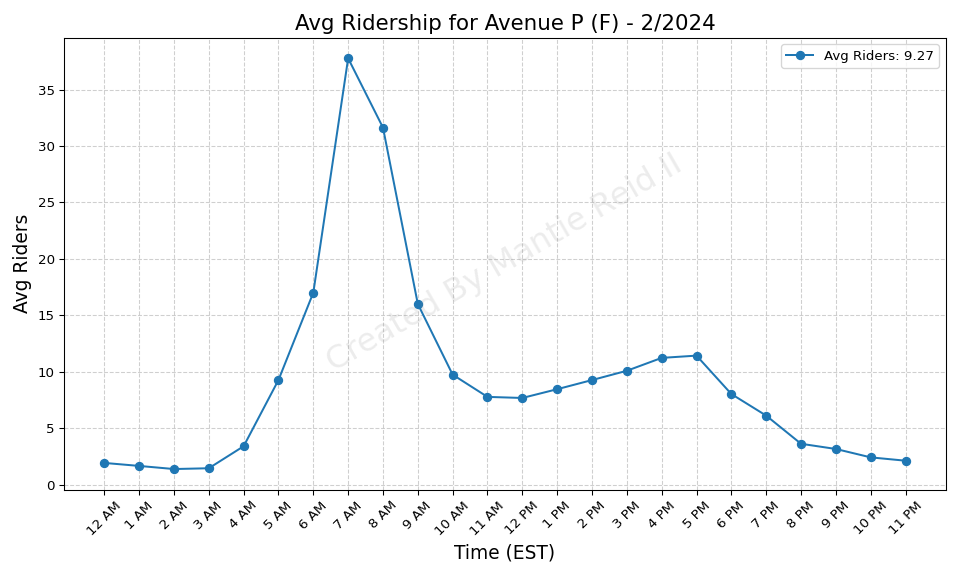 Avg Ridership for Avenue P (F) - 2/2024
Avg Riders: 9.27
Avg Riders
35
30
25
20
15
10
5
0
Created By Mantle Reid II
12 AM
1 AM
2 AM
3 AM
4 AM
5 AM
6 AM
7 AM
8 AM
9 AM
10 AM
11 AM
12 PM
1 PM
2 PM
3 PM
4 PM
5 PM
6 PM
7 PM
8 PM
9 PM
10 PM
11 PM
Time (EST)